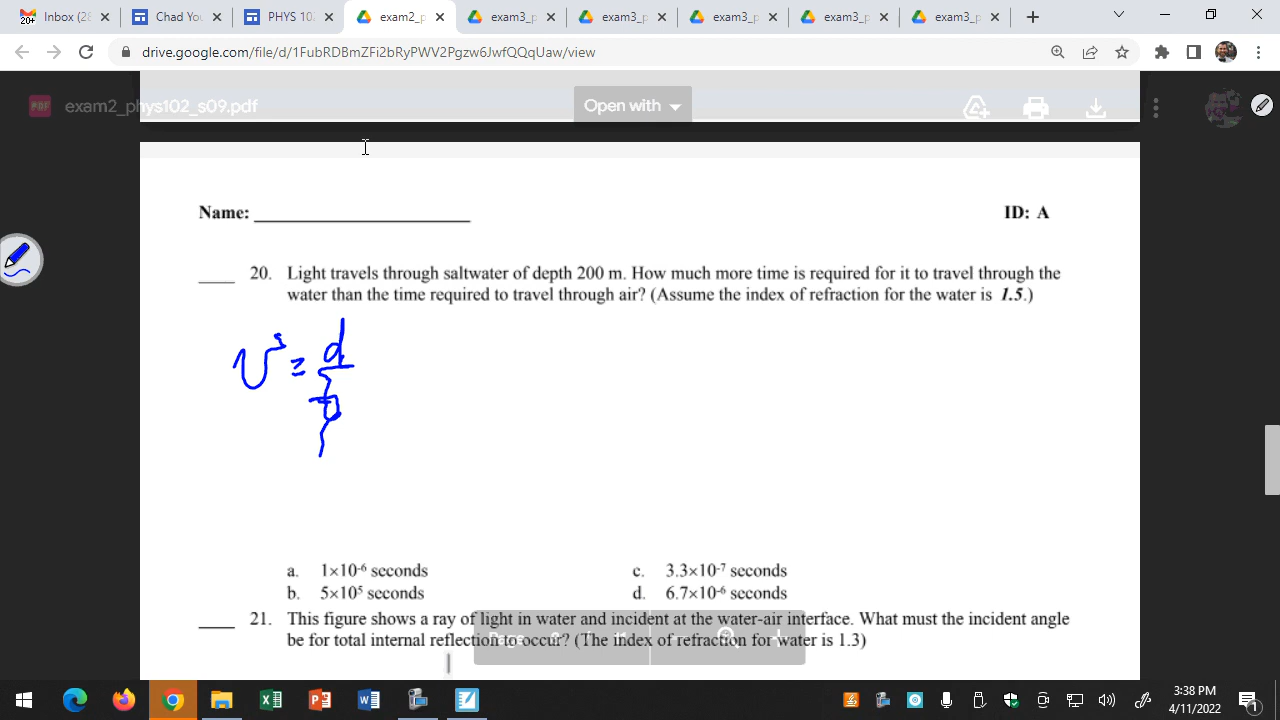 Inbox (28
Chad You
PHYS 102
exam2_p
exam3_p
exam3_p
exam3_p
exam3_p
exam3_p
drive.google.com/file/d/1FubRDBmZFi2bRyPWV2Pgzw6JwfQQqUaw/view
PDF exam2_phys102_s09.pdf
Open with
Name:
ID: A
20. Light travels through saltwater of depth 200 m. How much more time is required for it to travel through the
water than the time required to travel through air? (Assume the index of refraction for the water is 1.5.)
a. 1×10-6 seconds
c. 3.3×10-7 seconds
b. 5×105 seconds
d. 6.7×10-6 seconds
21. This figure shows a ray of light in water and incident at the water-air interface. What must the incident angle
be for total internal reflection to occur? (The index of refraction for water is 1.3)
Page
3:38 PM
4/11/2022